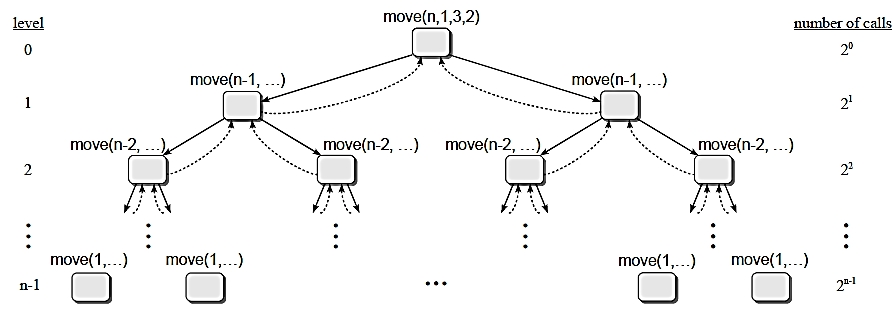 move(n,1,3,2)
level
number of calls
0
2⁰
move(n-1, ...)
move(n-1, ...)
1
2¹
move(n-2, ...)
move(n-2, ...)
move(n-2, ...)
move(n-2, ...)
2
2²
move(1,...)
move(1,...)
move(1,...)
move(1,...)
n-1
...
2ⁿ⁻¹